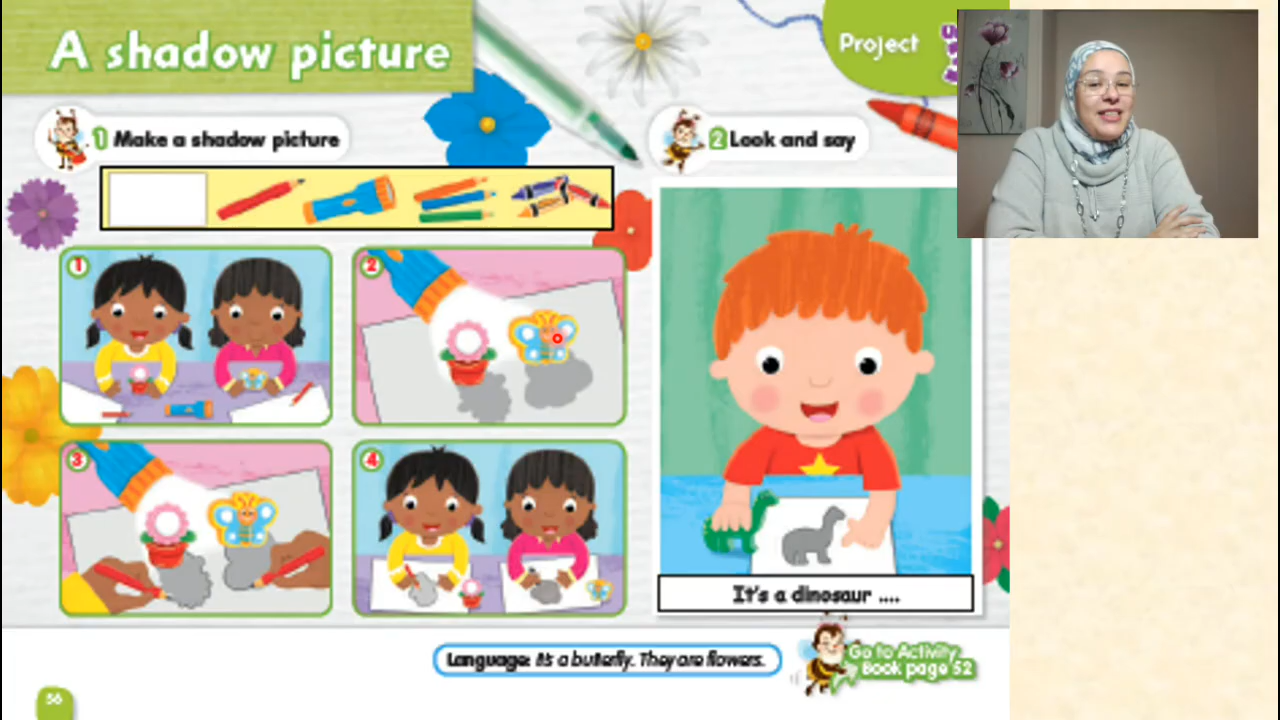 A shadow picture
Project
1 Make a shadow picture
2 Look and say
1
2
3
4
It's a dinosaur ....
Language: It's a butterfly. They are flowers.
Go to Activity
Book page 52
56